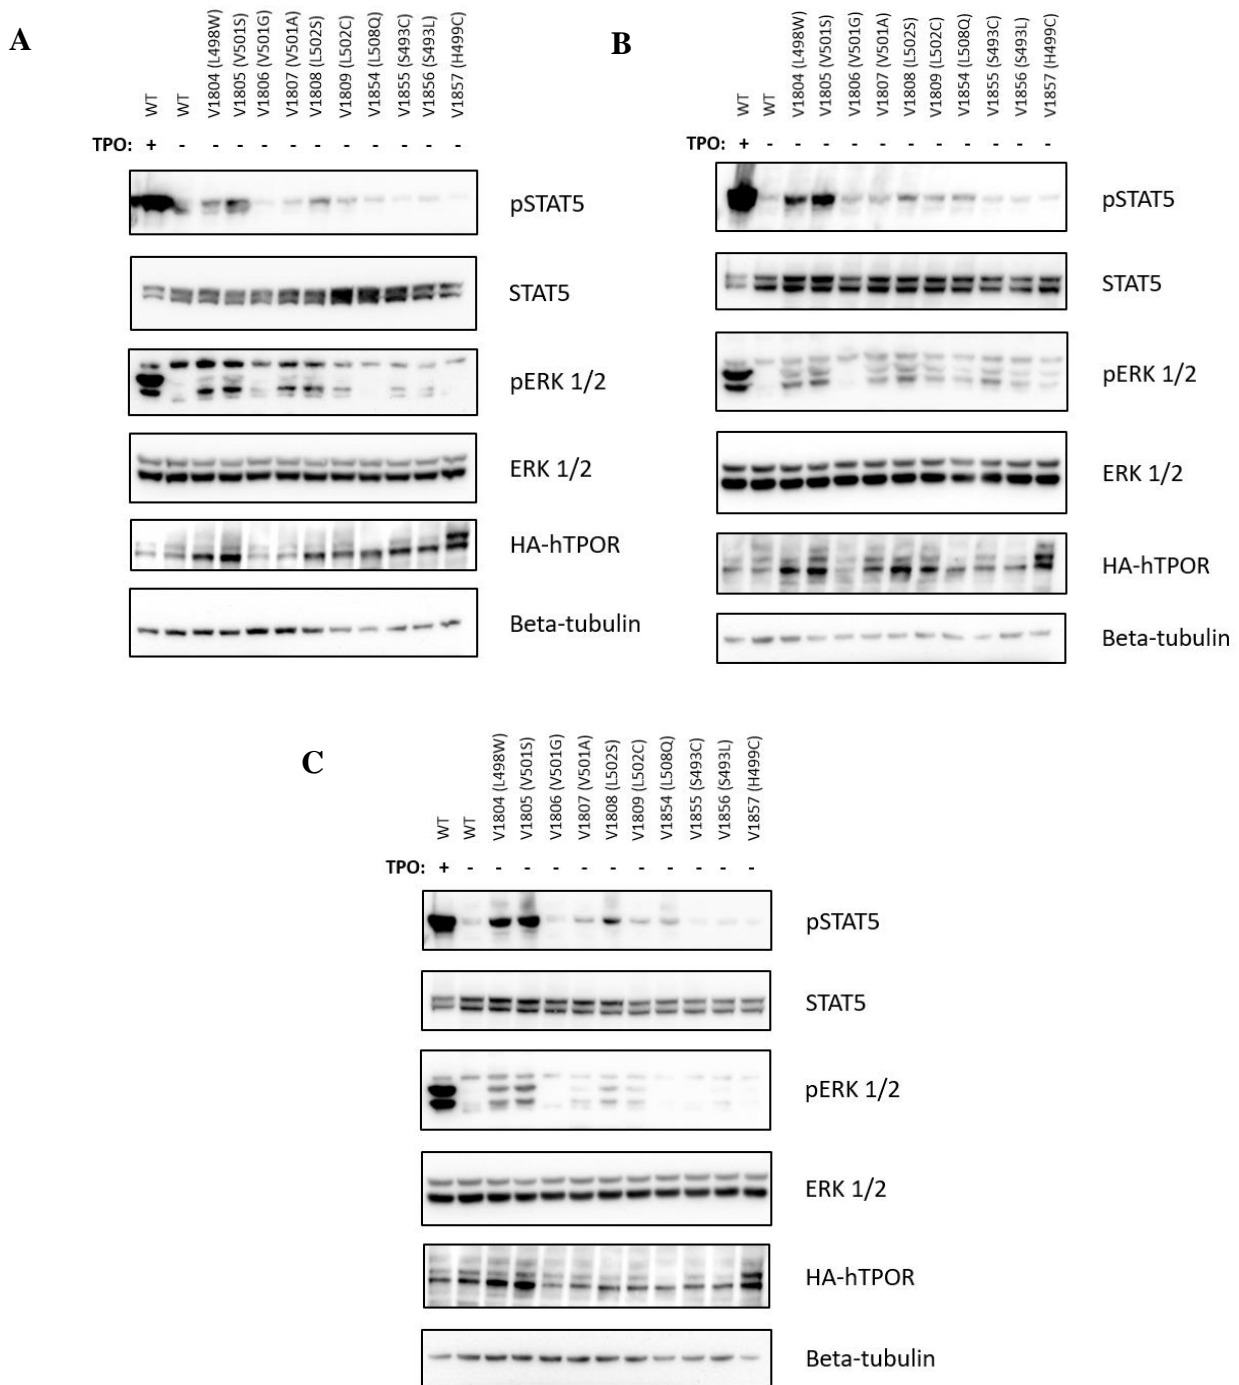 A
WT
WT
V1804 (L498W)
V1805 (V501S)
V1806 (V501G)
V1807 (V501A)
V1808 (L502S)
V1809 (L502C)
V1854 (L508Q)
V1855 (S493C)
V1856 (S493L)
V1857 (H499C)
TPO: + - - - - - - - - - - -
pSTAT5
STAT5
pERK 1/2
ERK 1/2
HA-hTPOR
Beta-tubulin
B
WT
WT
V1804 (L498W)
V1805 (V501S)
V1806 (V501G)
V1807 (V501A)
V1808 (L502S)
V1809 (L502C)
V1854 (L508Q)
V1855 (S493C)
V1856 (S493L)
V1857 (H499C)
TPO: + - - - - - - - - - - -
pSTAT5
STAT5
pERK 1/2
ERK 1/2
HA-hTPOR
Beta-tubulin
C
WT
WT
V1804 (L498W)
V1805 (V501S)
V1806 (V501G)
V1807 (V501A)
V1808 (L502S)
V1809 (L502C)
V1854 (L508Q)
V1855 (S493C)
V1856 (S493L)
V1857 (H499C)
TPO: + - - - - - - - - - - -
pSTAT5
STAT5
pERK 1/2
ERK 1/2
HA-hTPOR
Beta-tubulin